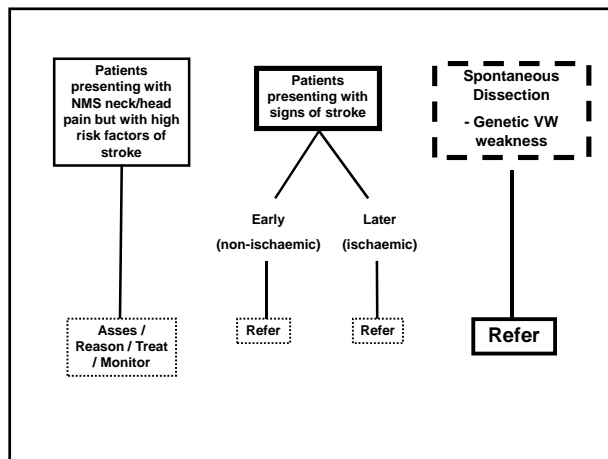 Patients
presenting with
NMS neck/head
pain but with high
risk factors of
stroke
Patients
presenting with
signs of stroke
Spontaneous
Dissection
- Genetic VW
weakness
Early
(non-ischaemic)
Later
(ischaemic)
Asses /
Reason / Treat
/ Monitor
Refer
Refer
Refer